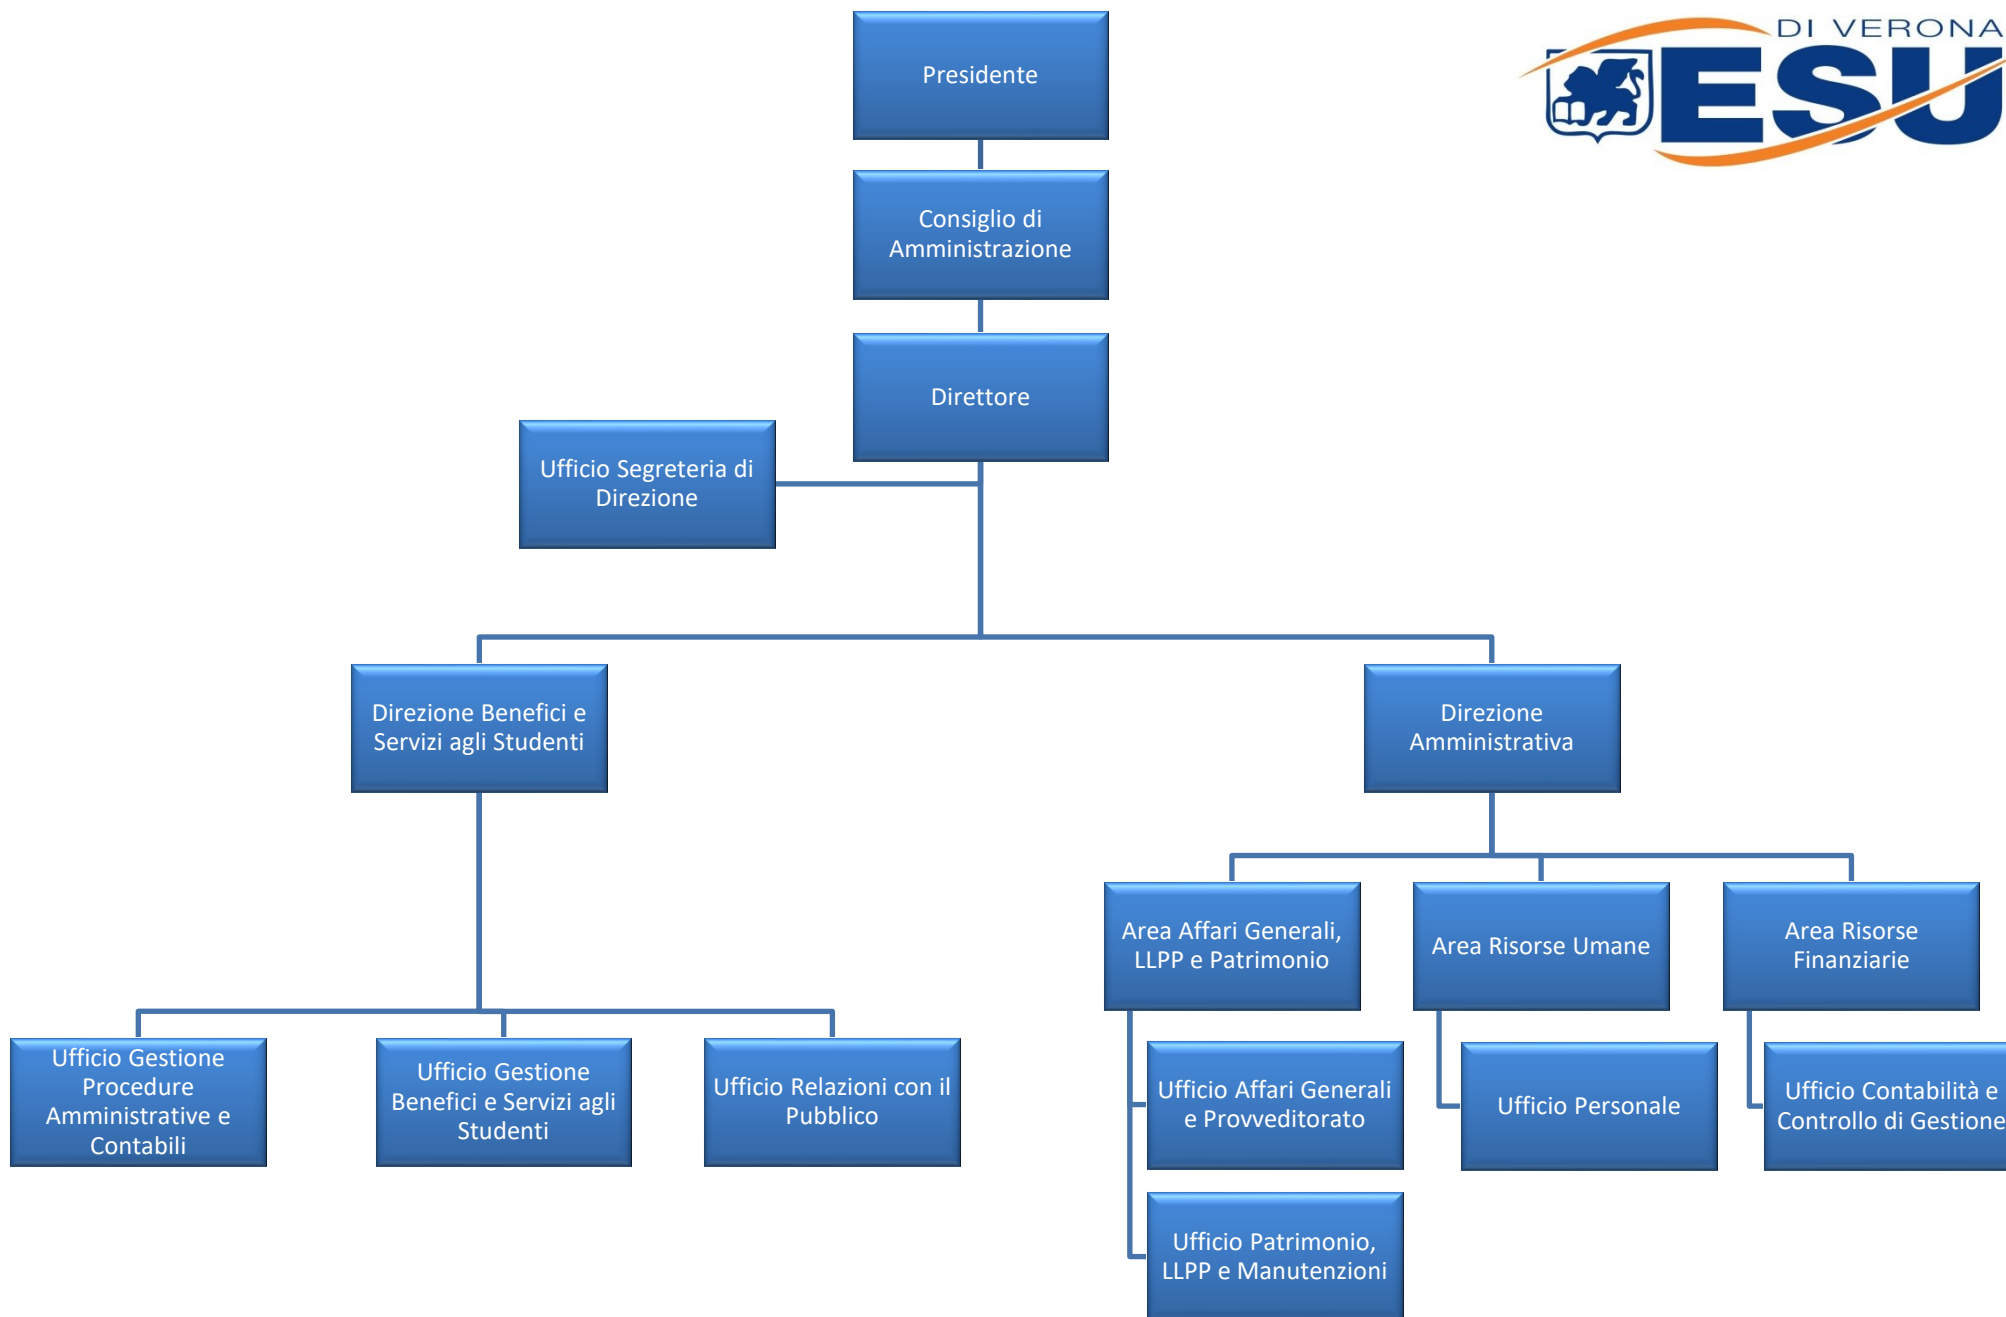 DI VERONA
ESU
Presidente
Consiglio di
Amministrazione
Direttore
Ufficio Segreteria di
Direzione
Direzione Benefici e
Servizi agli Studenti
Direzione
Amministrativa
Area Affari Generali,
LLPP e Patrimonio
Area Risorse Umane
Area Risorse
Finanziarie
Ufficio Gestione
Procedure
Amministrative e
Contabili
Ufficio Gestione
Benefici e Servizi agli
Studenti
Ufficio Relazioni con il
Pubblico
Ufficio Affari Generali
e Provveditorato
Ufficio Personale
Ufficio Contabilità e
Controllo di Gestione
Ufficio Patrimonio,
LLPP e Manutenzioni